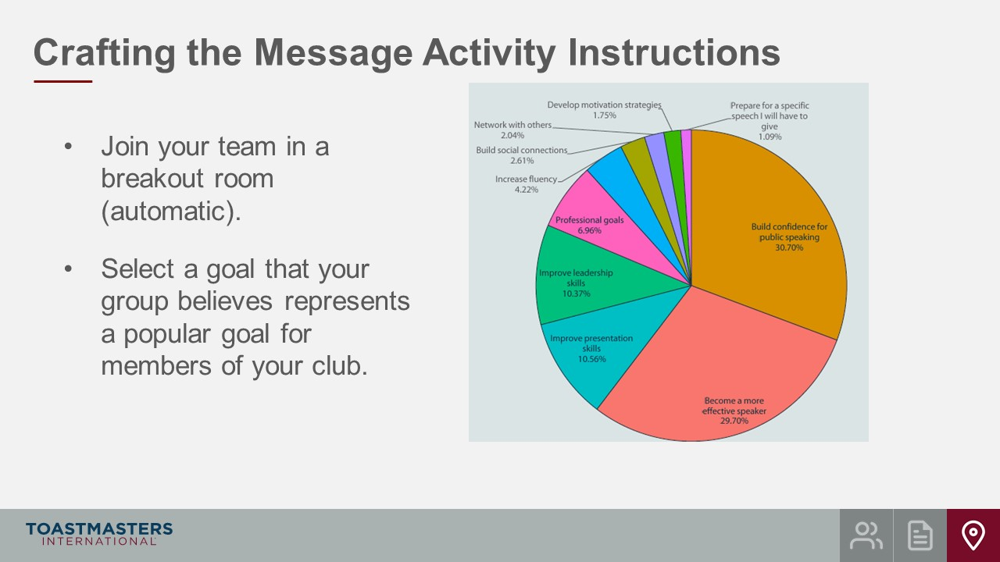 Crafting the Message Activity Instructions
• Join your team in a
breakout room
(automatic).
• Select a goal that your
group believes represents
a popular goal for
members of your club.
Develop motivation strategies
1.75%
Prepare for a specific
speech I will have to
give
1.09%
Network with others
2.04%
Build social connections
2.61%
Increase fluency
4.22%
Professional goals
6.96%
Build confidence for
public speaking
30.70%
Improve leadership
skills
10.37%
Improve presentation
skills
10.56%
Become a more
effective speaker
29.70%
TOASTMASTERS
INTERNATIONAL